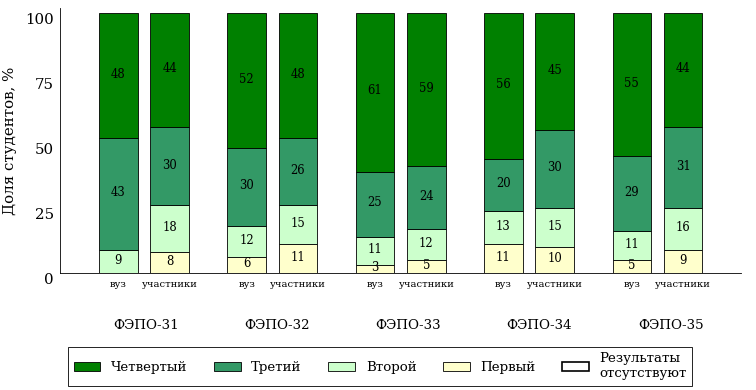 Доля студентов, %
100
75
50
25
0
48 44 52 48 61 59 56 45 55 44
43 30 30 26 25 24 20 30 29 31
9 18 12 15 11 12 13 15 11 16
8 6 11 3 5 11 10 5 9
вуз участники вуз участники вуз участники вуз участники вуз участники
ФЭПО-31 ФЭПО-32 ФЭПО-33 ФЭПО-34 ФЭПО-35
Четвертый Третий Второй Первый Результаты
отсутствуют